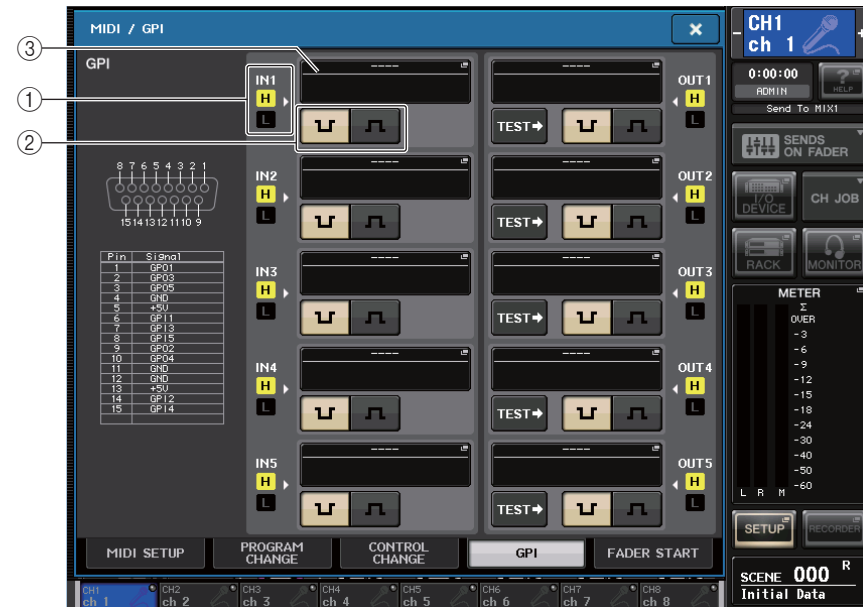 MIDI / GPI
CH1
ch 1
③
GPI
①
②
IN1
H
L
----
----
OUT1
H
L
TEST
0:00:00
ADMIN
?
HELP
Send To MIX1
SENDS
ON FADER
I/O
DEVICE
CH JOB
RACK
MONITOR
8 7 6 5 4 3 2 1
15 14 13 12 11 10 9
IN2
H
L
----
----
OUT2
H
L
TEST
Pin Signal
1 GPO1
2 GPO3
3 GPO5
4 GND
5 +5V
6 GPI1
7 GPI3
8 GPI5
9 GPO2
10 GPO4
11 GND
12 GND
13 +5V
14 GPI2
15 GPI4
IN3
H
L
----
----
OUT3
H
L
TEST
IN4
H
L
----
----
OUT4
H
L
TEST
IN5
H
L
----
----
OUT5
H
L
TEST
METER
Σ
OVER
-3
-6
-9
-12
-15
-18
-24
-30
-40
-50
-60
L R M
SETUP
RECORDER
MIDI SETUP
PROGRAM
CHANGE
CONTROL
CHANGE
GPI
FADER START
SCENE 000 R
Initial Data
CH1
ch 1
CH2
ch 2
CH3
ch 3
CH4
ch 4
CH5
ch 5
CH6
ch 6
CH7
ch 7
CH8
ch 8